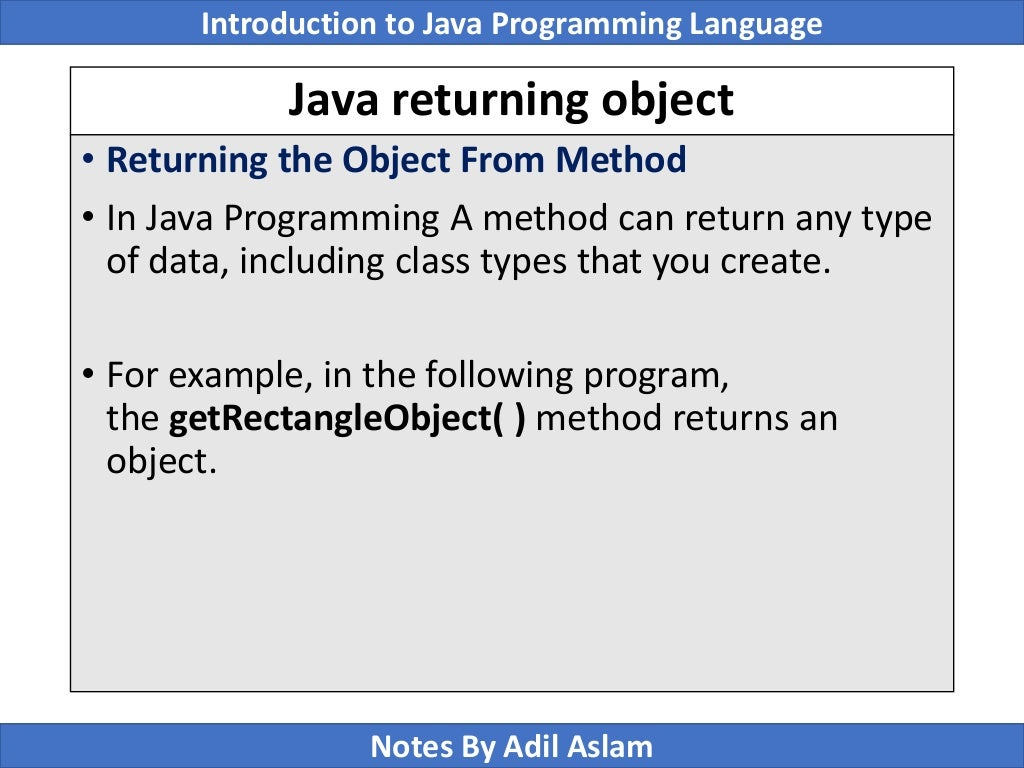 Introduction to Java Programming Language
Java returning object
• Returning the Object From Method
• In Java Programming A method can return any type
of data, including class types that you create.
• For example, in the following program,
the getRectangleObject( ) method returns an
object.
Notes By Adil Aslam